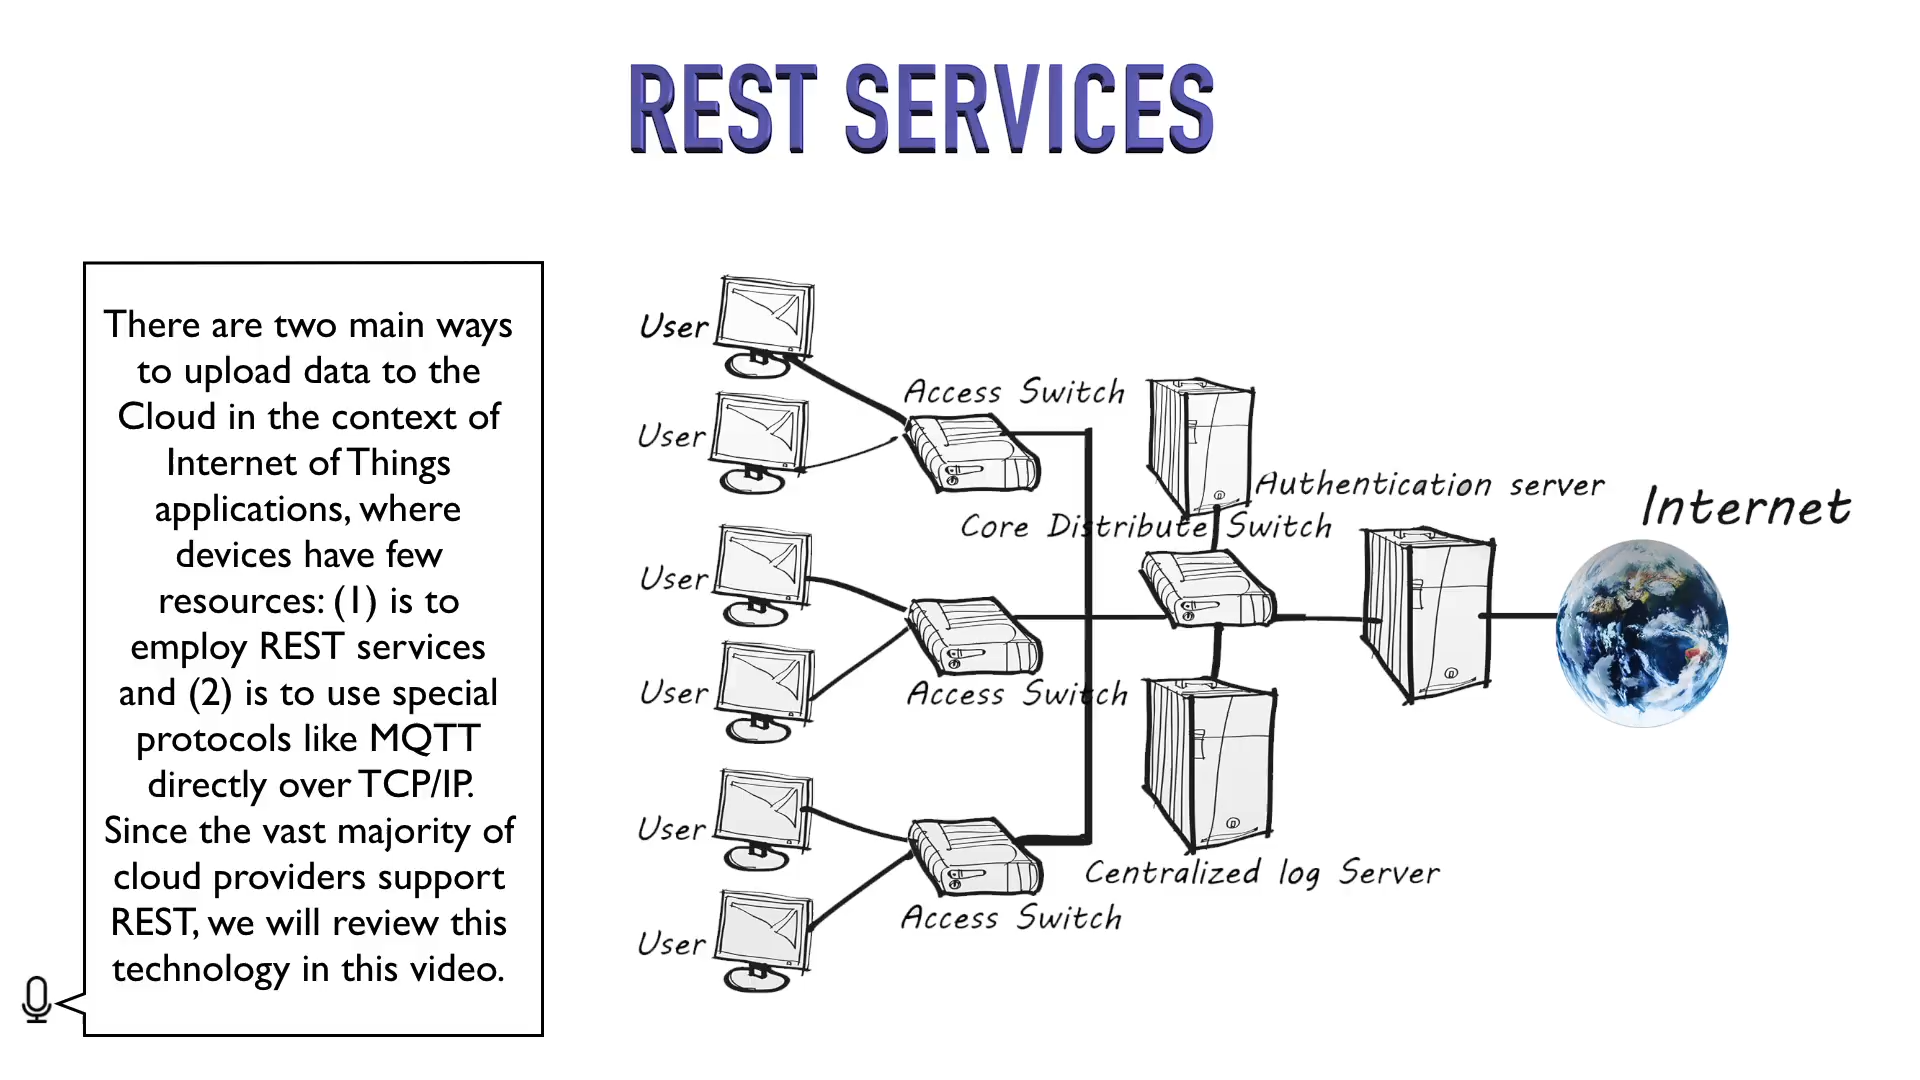 REST SERVICES
There are two main ways
to upload data to the
Cloud in the context of
Internet of Things
applications, where
devices have few
resources: (1) is to
employ REST services
and (2) is to use special
protocols like MQTT
directly over TCP/IP.
Since the vast majority of
cloud providers support
REST, we will review this
technology in this video.
User
User
Access Switch
Authentication server
Core Distribute Switch
Internet
User
User
Access Switch
User
Centralized log Server
Access Switch
User